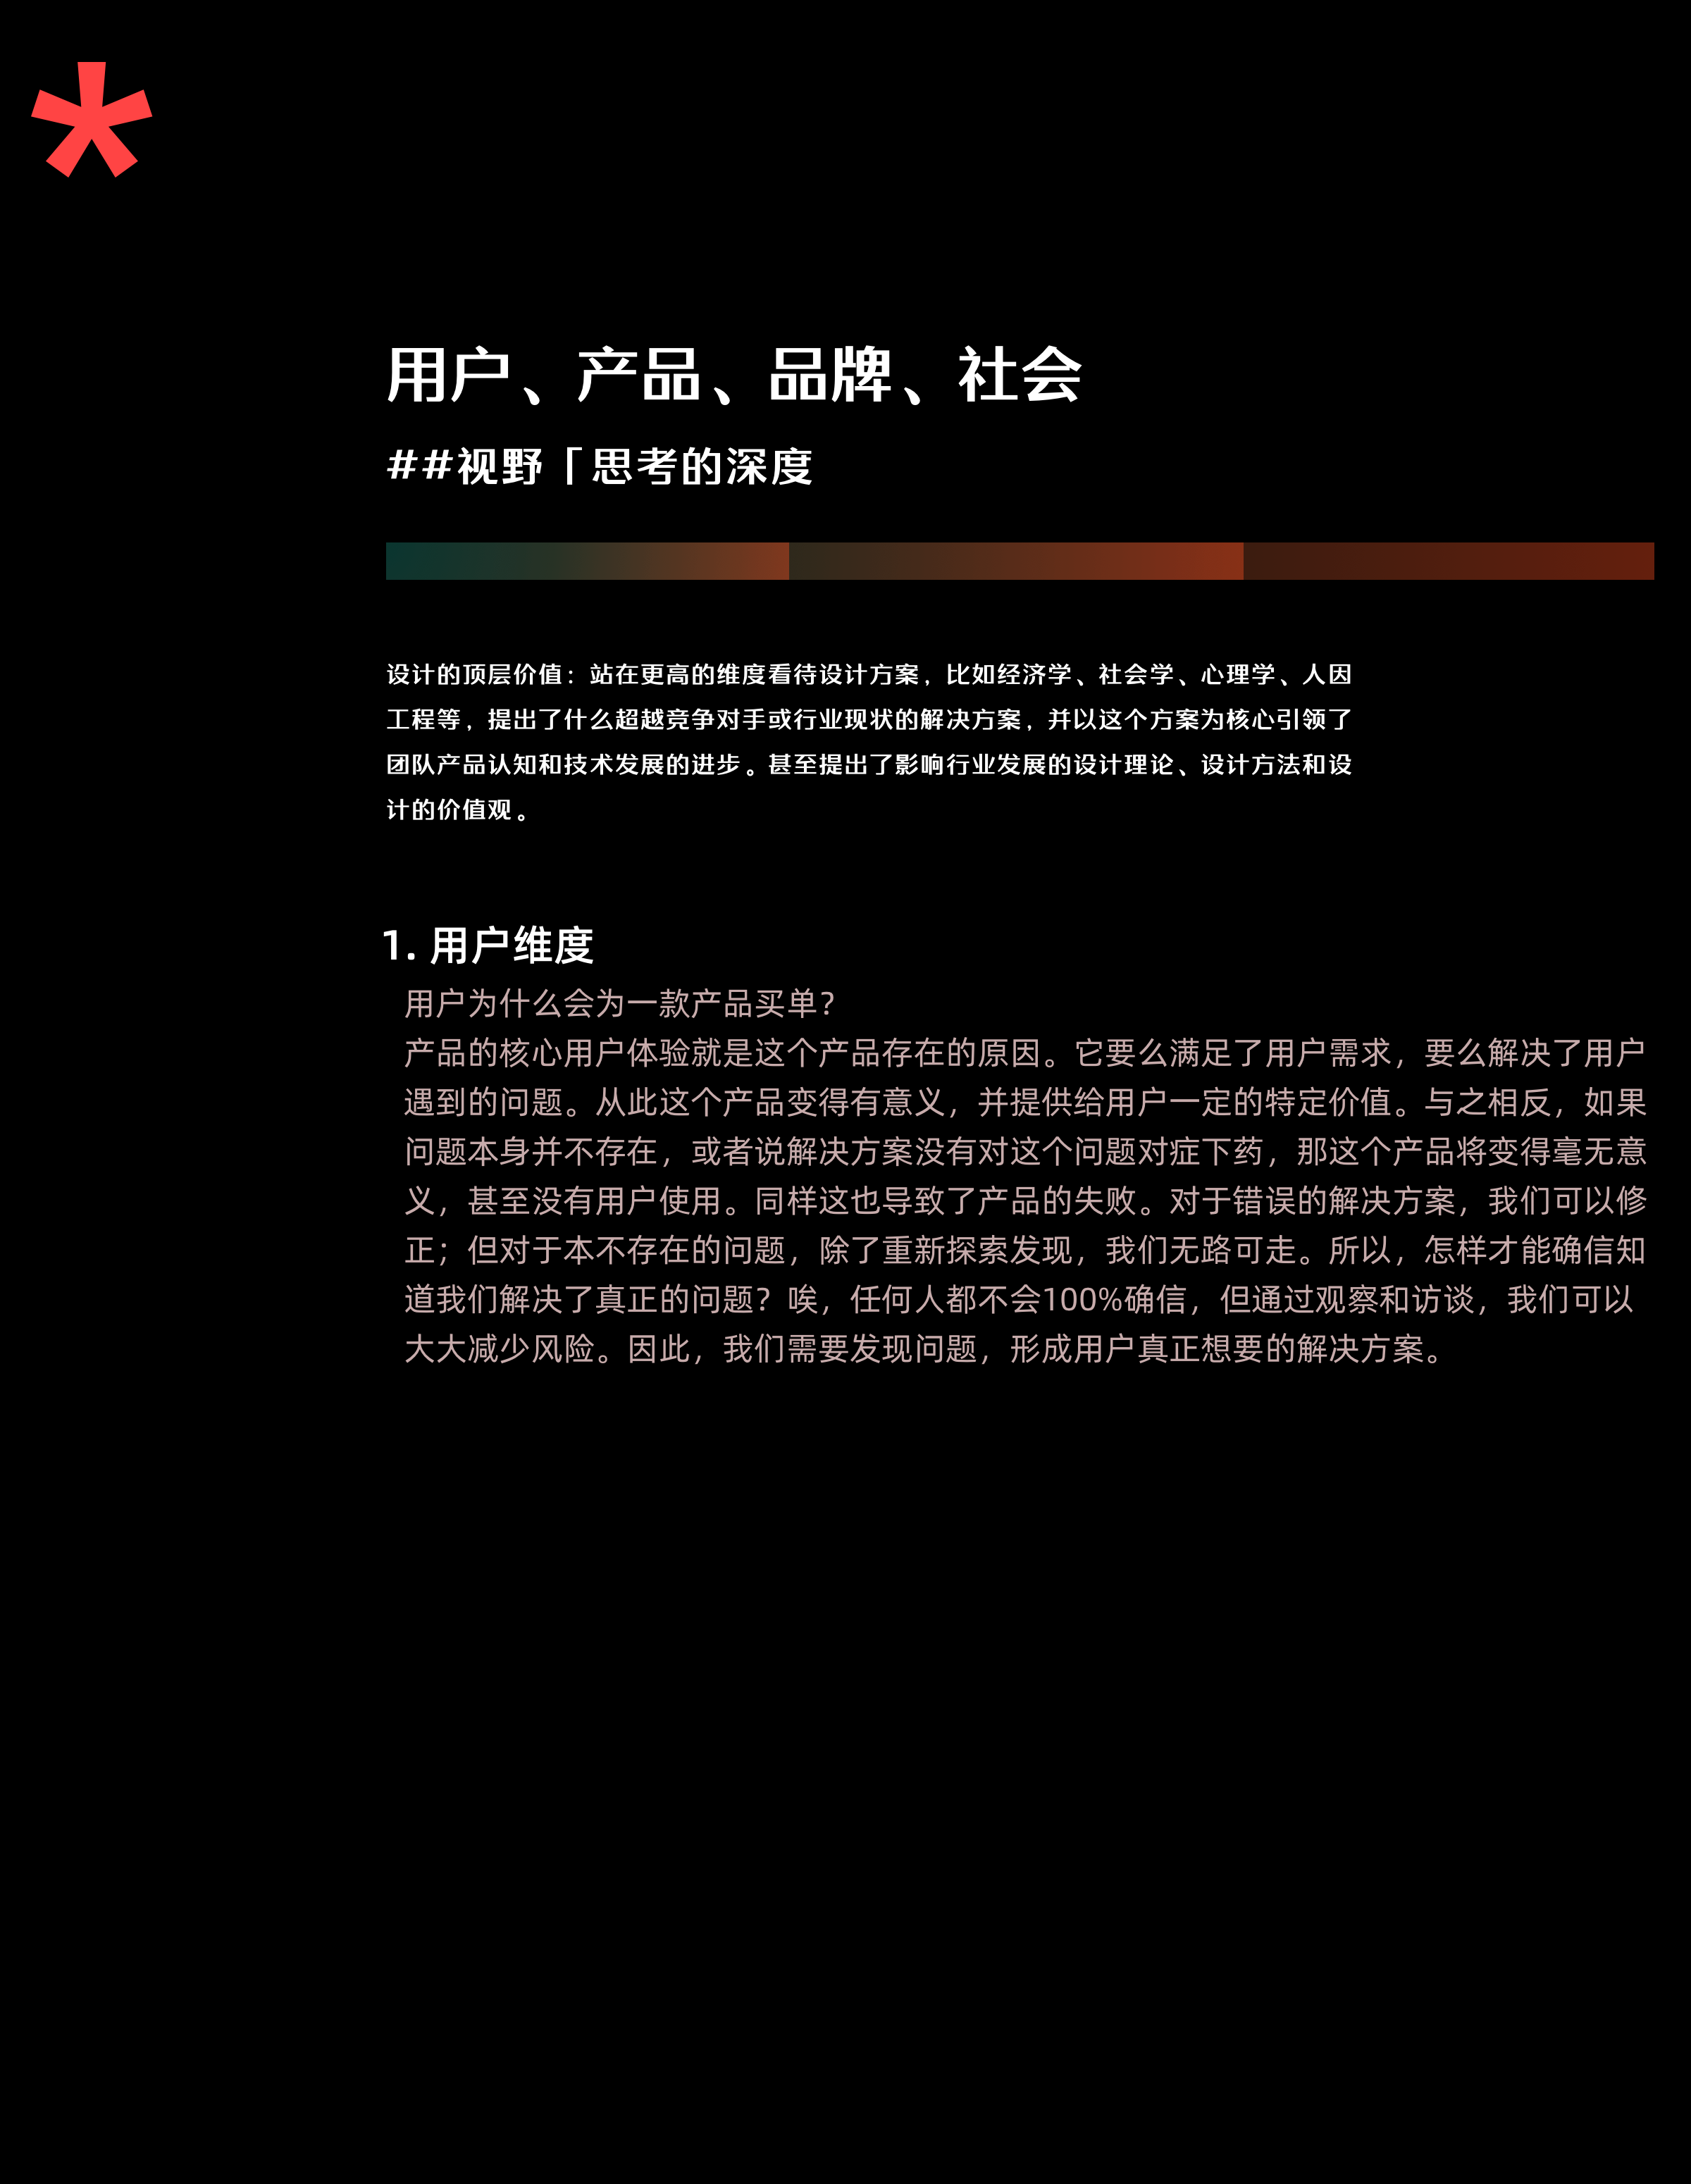 用户、产品、品牌、社会
##视野「思考的深度
设计的顶层价值：站在更高的维度看待设计方案，比如经济学、社会学、心理学、人因
工程等，提出了什么超越竞争对手或行业现状的解决方案，并以这个方案为核心引领了
团队产品认知和技术发展的进步。甚至提出了影响行业发展的设计理论、设计方法和设
计的价值观。
1. 用户维度
用户为什么会为一款产品买单？
产品的核心用户体验就是这个产品存在的原因。它要么满足了用户需求，要么解决了用户
遇到的问题。从此这个产品变得有意义，并提供给用户一定的特定价值。与之相反，如果
问题本身并不存在，或者说解决方案没有对这个问题对症下药，那这个产品将变得毫无意
义，甚至没有用户使用。同样这也导致了产品的失败。对于错误的解决方案，我们可以修
正；但对于本不存在的问题，除了重新探索发现，我们无路可走。所以，怎样才能确信知
道我们解决了真正的问题？唉，任何人都不会100%确信，但通过观察和访谈，我们可以
大大减少风险。因此，我们需要发现问题，形成用户真正想要的解决方案。